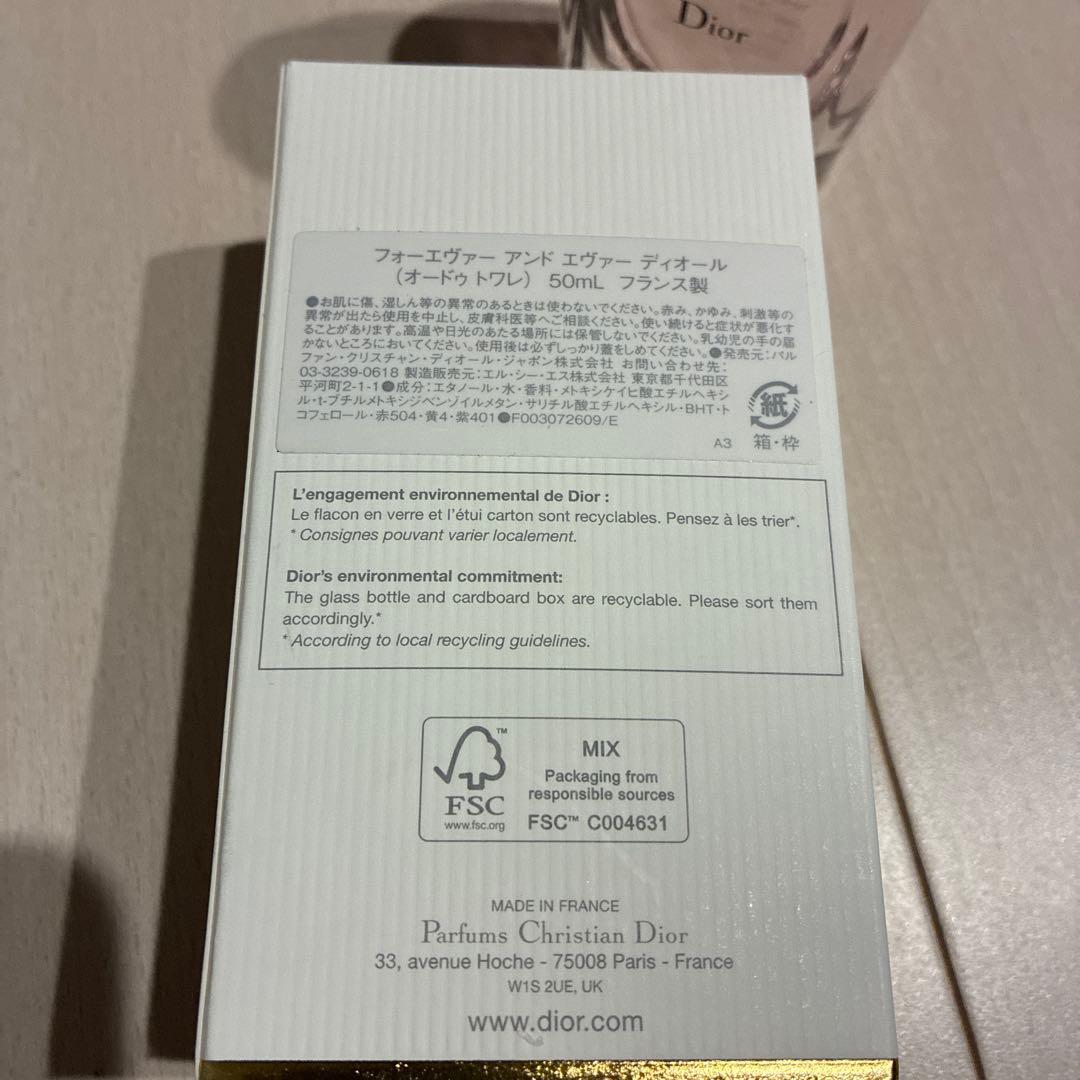 Dior
フォーエヴァー アンド エヴァー ディオール
（オードゥ トワレ） 50mL フランス製
●お肌に傷、湿しん等の異常のあるときは使わないでください。赤み、かゆみ、刺激等の
異常が出たら使用を中止し、皮膚科医等へご相談ください。使い続けると症状が悪化す
ることがあります。高温や日光のあたる場所には保管しないでください。乳幼児の手の届
かないところにおいてください。使用後は必ずしっかり蓋をしめてください。●発売元：パル
ファン・クリスチャン・ディオール・ジャポン株式会社 お問い合わせ先：
03-3239-0618 製造販売元：エル・シー・エス株式会社 東京都千代田区
平河町2-1-1●成分：エタノール・水・香料・メトキシケイヒ酸エチルヘキシ
ル・t-ブチルメトキシジベンゾイルメタン・サリチル酸エチルヘキシル・BHT・ト
コフェロール・赤504・黄4・紫401●F003072609/E
紙
A3 箱・枠
L'engagement environnemental de Dior :
Le flacon en verre et l'étui carton sont recyclables. Pensez à les trier*.
* Consignes pouvant varier localement.
Dior's environmental commitment:
The glass bottle and cardboard box are recyclable. Please sort them
accordingly.*
* According to local recycling guidelines.
TM
FSC
www.fsc.org
MIX
Packaging from
responsible sources
FSC™ C004631
MADE IN FRANCE
Parfums Christian Dior
33, avenue Hoche - 75008 Paris - France
W1S 2UE, UK
www.dior.com